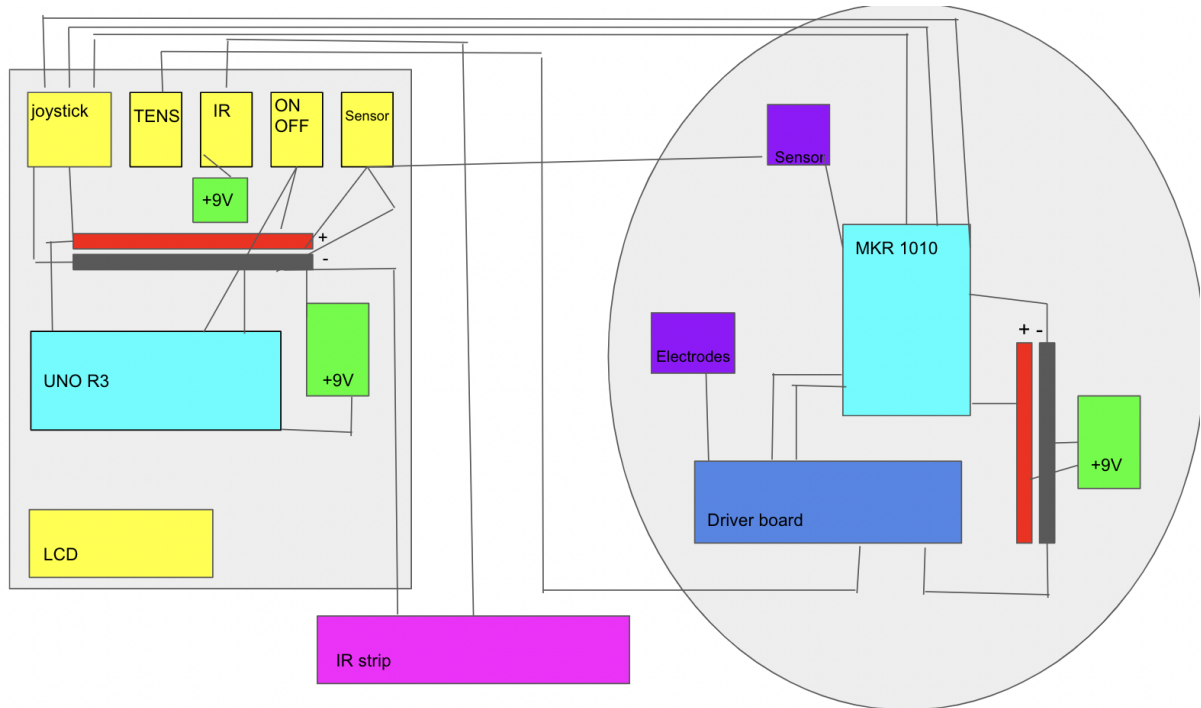 joystick
TENS
IR
ON
OFF
Sensor
+9V
+
-
UNO R3
+9V
LCD
IR strip
Sensor
MKR 1010
Electrodes
+ -
+9V
Driver board